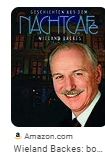 GESCHICHTEN AUS DEM
NACHTCAFé
WIELAND BACKES
Amazon.com
Wieland Backes: bo...